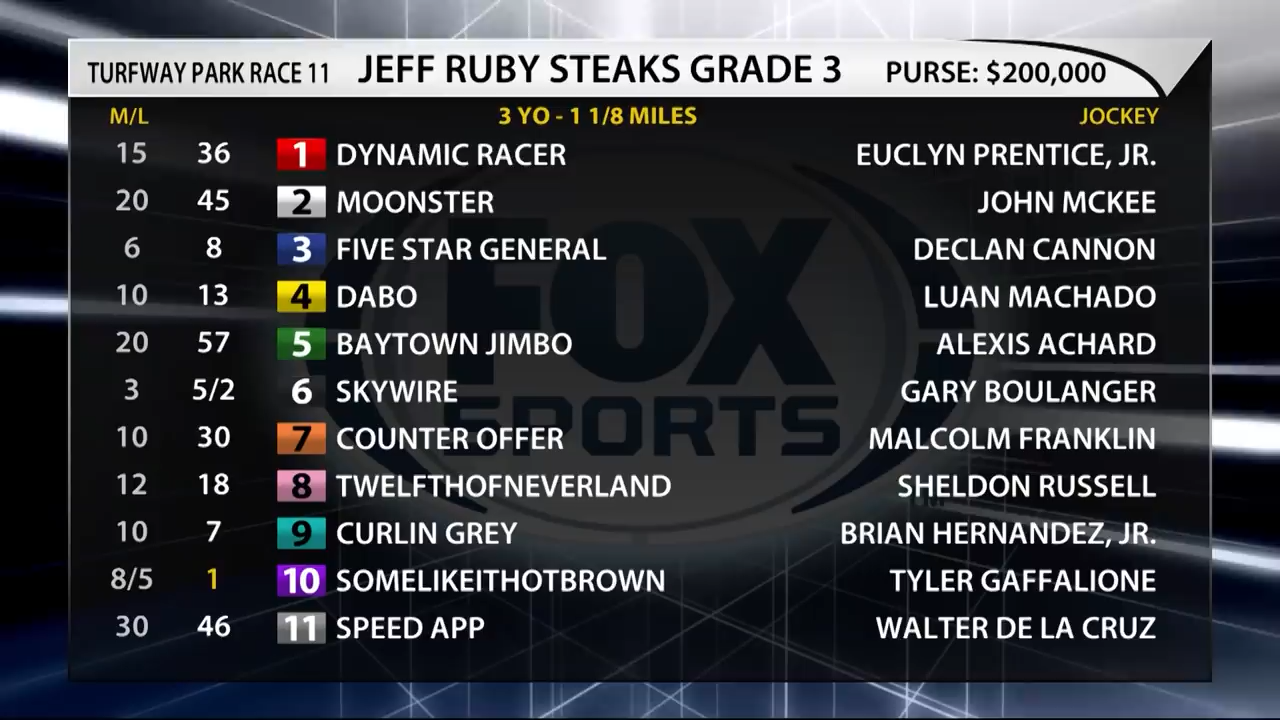 TURFWAY PARK RACE 11 JEFF RUBY STEAKS GRADE 3 PURSE: $200,000
M/L 3 YO - 1 1/8 MILES JOCKEY
15 36 1 DYNAMIC RACER EUCLYN PRENTICE, JR.
20 45 2 MOONSTER JOHN MCKEE
6 8 3 FIVE STAR GENERAL DECLAN CANNON
10 13 4 DABO LUAN MACHADO
20 57 5 BAYTOWN JIMBO ALEXIS ACHARD
3 5/2 6 SKYWIRE GARY BOULANGER
10 30 7 COUNTER OFFER MALCOLM FRANKLIN
12 18 8 TWELFTHOFNEVERLAND SHELDON RUSSELL
10 7 9 CURLIN GREY BRIAN HERNANDEZ, JR.
8/5 1 10 SOMELIKEITHOTBROWN TYLER GAFFALIONE
30 46 11 SPEED APP WALTER DE LA CRUZ
FOX
SPORTS